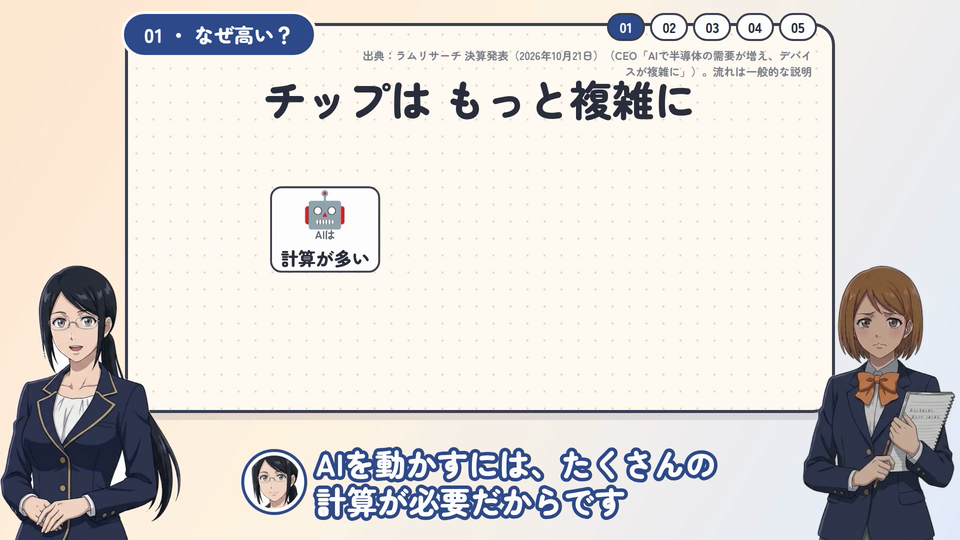 01 ・ なぜ高い？
01 02 03 04 05
出典：ラムリサーチ 決算発表（2026年10月21日）（CEO「AIで半導体の需要が増え、デバイ
スが複雑に」）。流れは一般的な説明
チップは もっと複雑に
AIは
計算が多い
AIを動かすには、たくさんの
計算が必要だからです